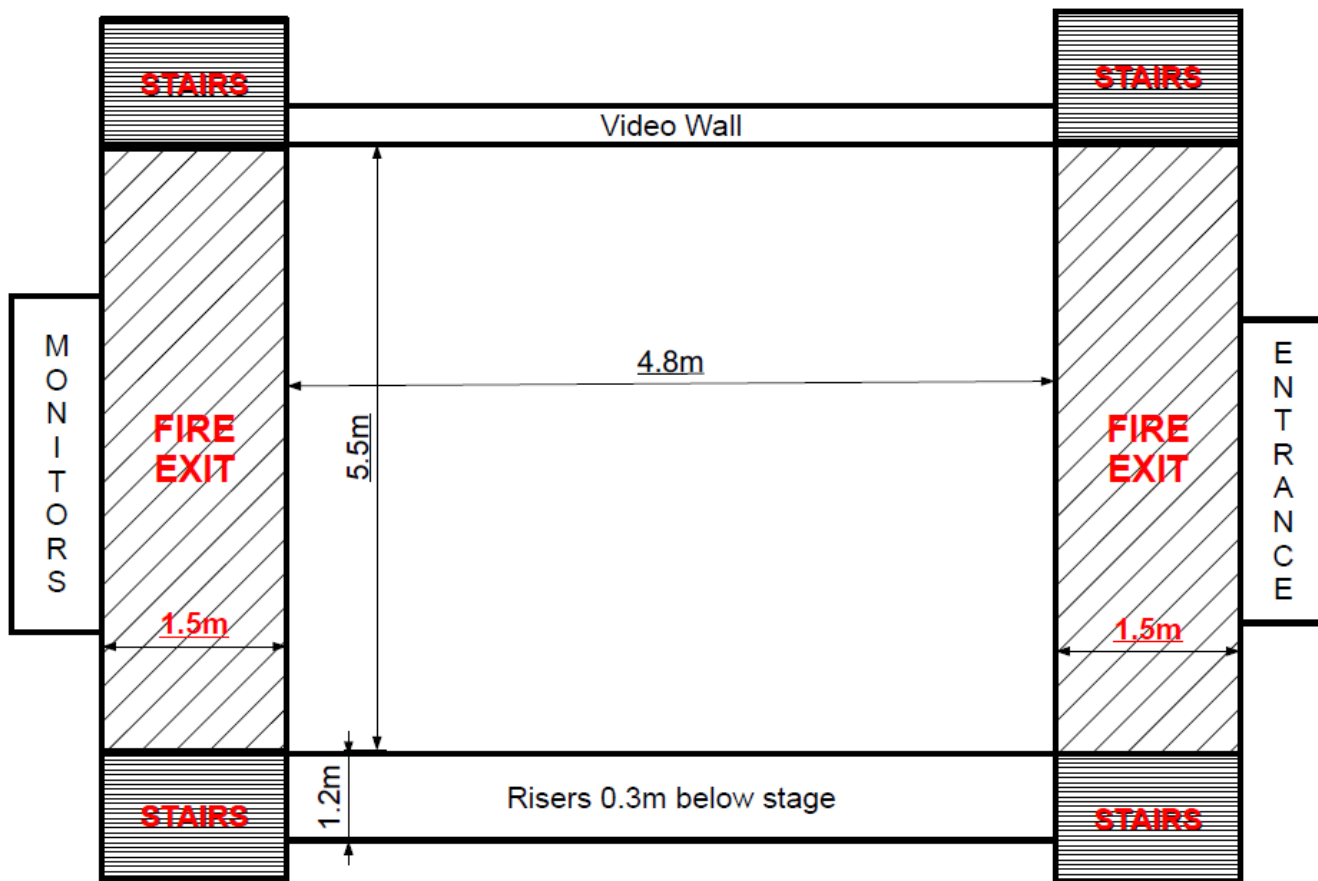 STAIRS
STAIRS
Video Wall
MONITORS
FIRE
EXIT
5.5m
4.8m
FIRE
EXIT
ENTRANCE
1.5m
1.5m
STAIRS
1.2m
Risers 0.3m below stage
STAIRS